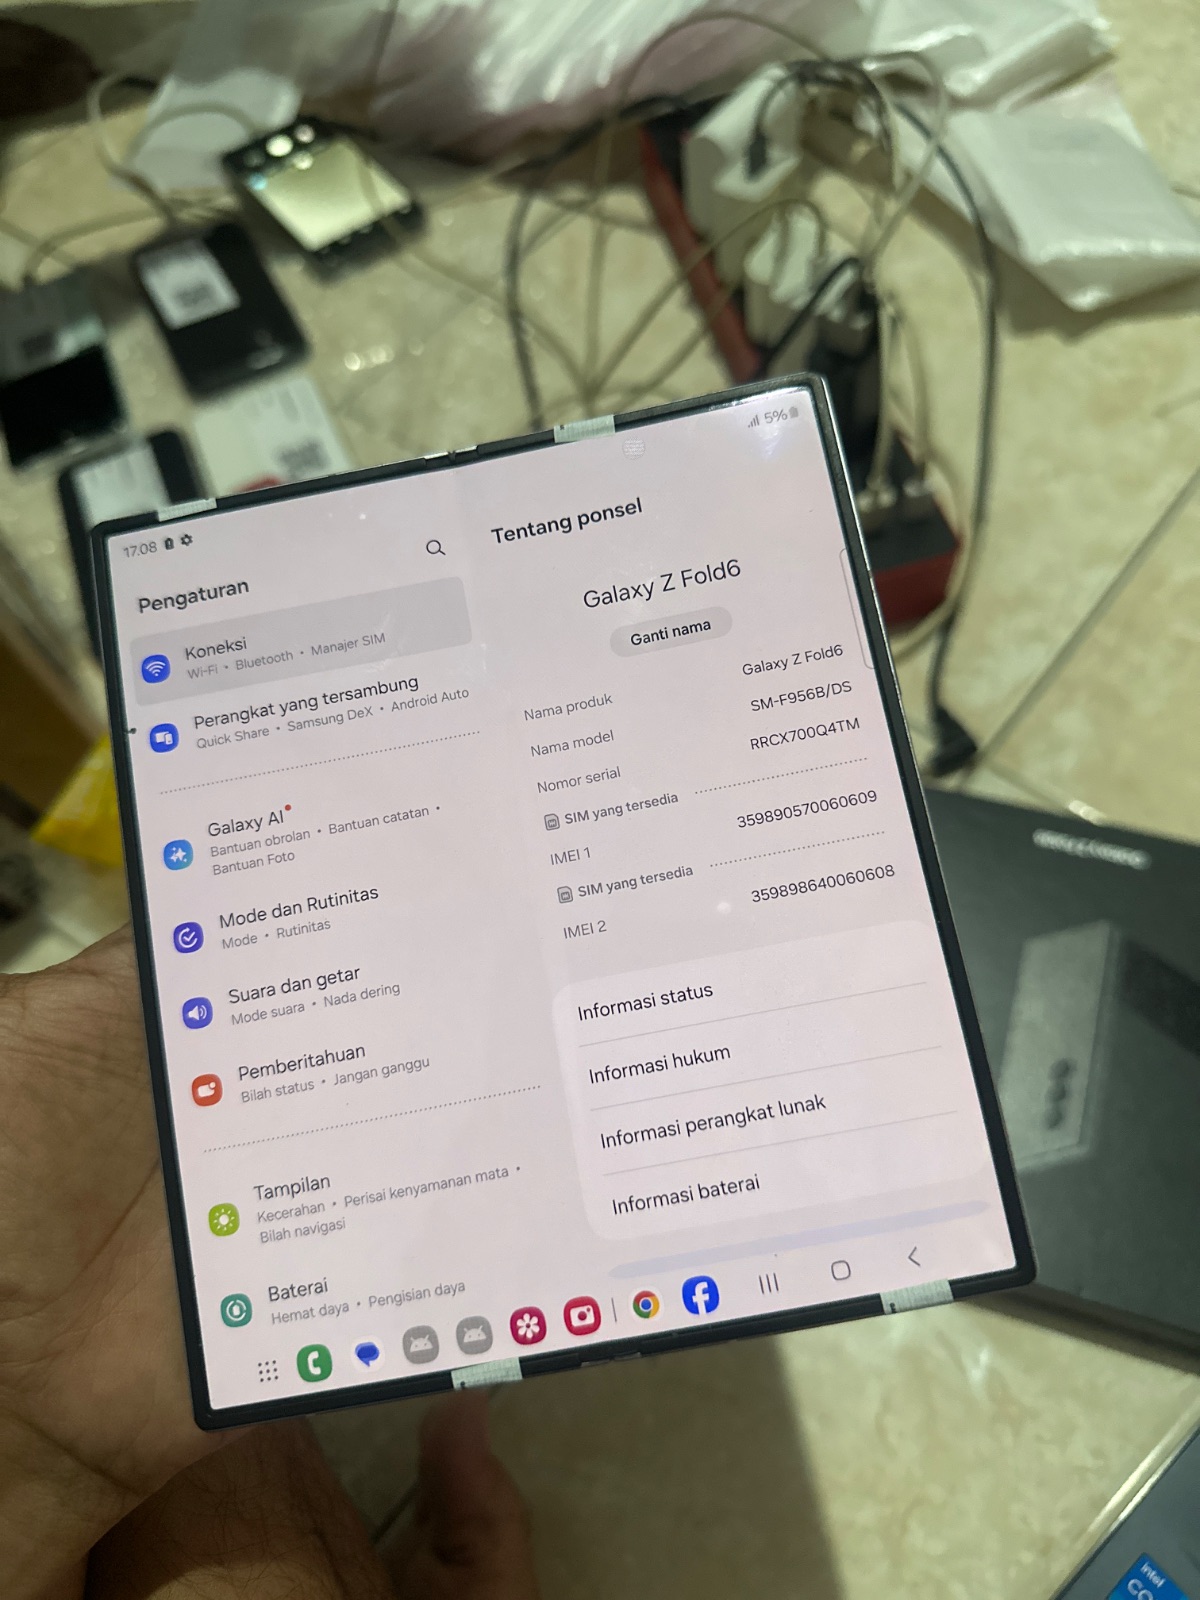 17.08
5%
Pengaturan
Koneksi
Wi-Fi • Bluetooth • Manajer SIM
Perangkat yang tersambung
Quick Share • Samsung DeX • Android Auto
Galaxy AI
Bantuan obrolan • Bantuan catatan •
Bantuan Foto
Mode dan Rutinitas
Mode • Rutinitas
Suara dan getar
Mode suara • Nada dering
Pemberitahuan
Bilah status • Jangan ganggu
Tampilan
Kecerahan • Perisai kenyamanan mata •
Bilah navigasi
Baterai
Hemat daya • Pengisian daya
Tentang ponsel
Galaxy Z Fold6
Ganti nama
Nama produk Galaxy Z Fold6
Nama model SM-F956B/DS
Nomor serial RRCX700Q4TM
SIM yang tersedia
IMEI 1 359890570060609
SIM yang tersedia
IMEI 2 359898640060608
Informasi status
Informasi hukum
Informasi perangkat lunak
Informasi baterai
intel